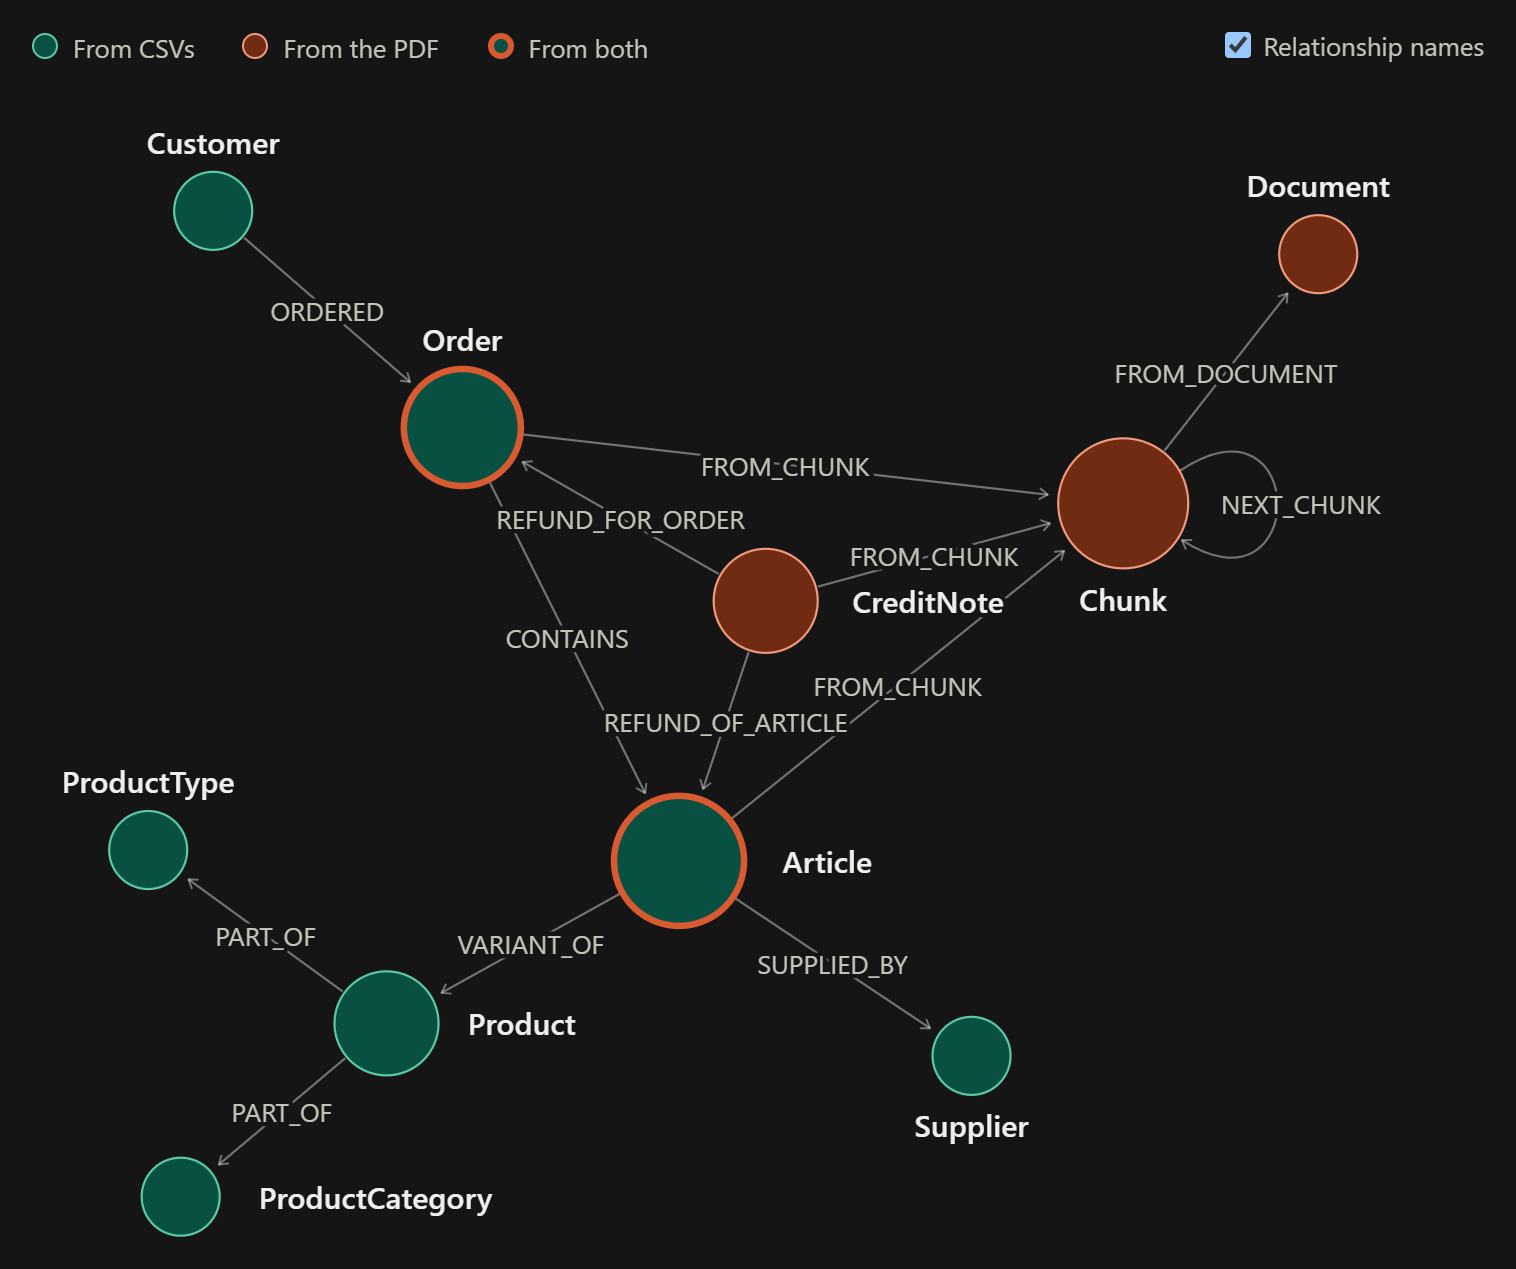 From CSVs
From the PDF
From both
Relationship names
Customer
Document
ORDERED
Order
FROM_DOCUMENT
FROM_CHUNK
NEXT_CHUNK
REFUND_FOR_ORDER
FROM_CHUNK
CreditNote
Chunk
CONTAINS
FROM_CHUNK
REFUND_OF_ARTICLE
ProductType
Article
PART_OF
VARIANT_OF
SUPPLIED_BY
Product
PART_OF
Supplier
ProductCategory